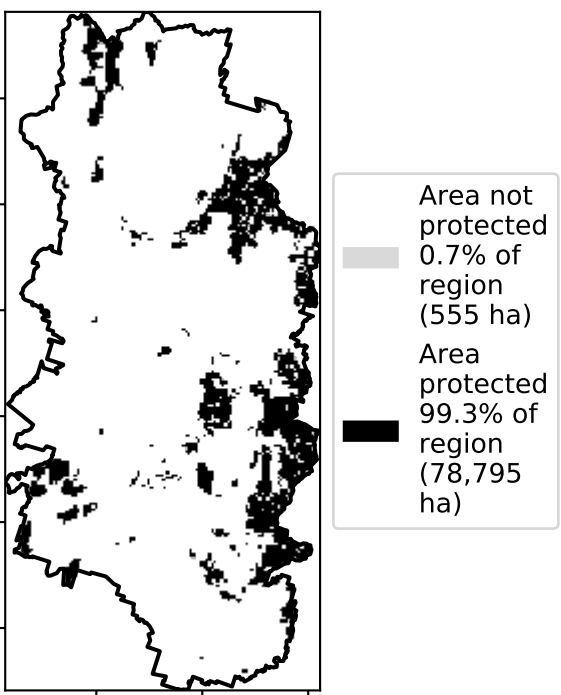 Area not
protected
0.7% of
region
(555 ha)
Area
protected
99.3% of
region
(78,795
ha)